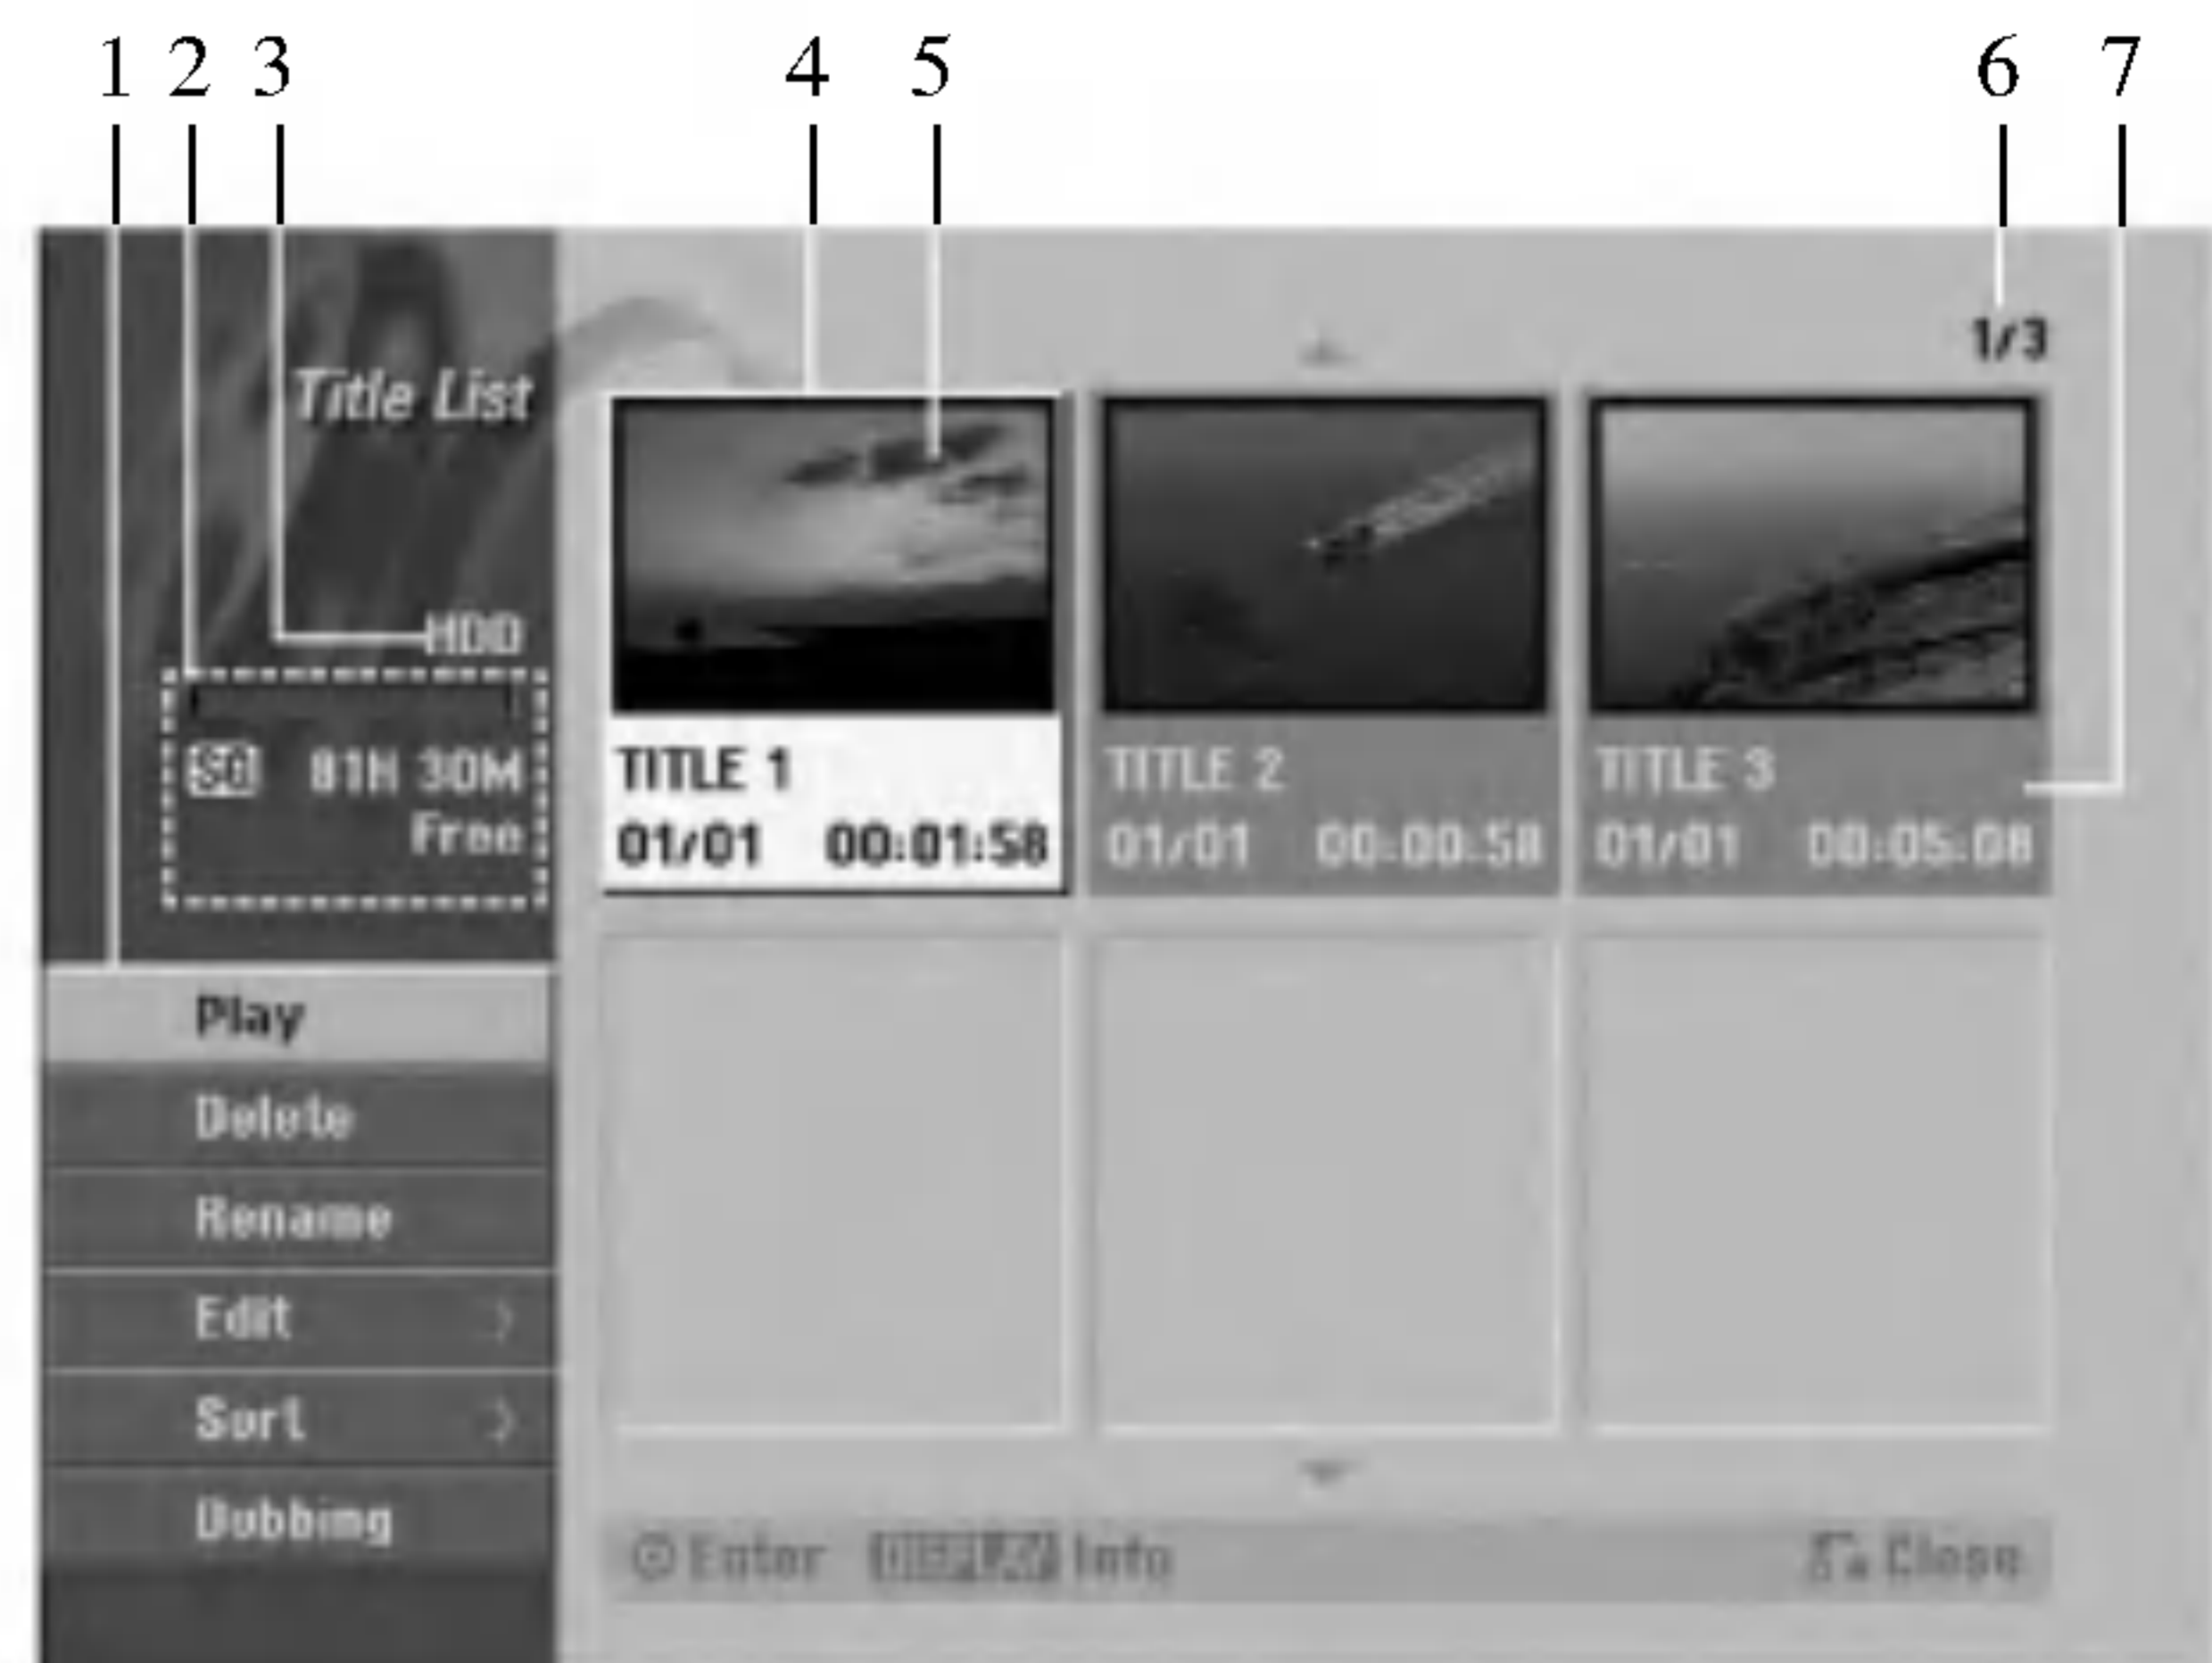 1 2 3 4 5 6 7
1/3
Title List
HDD
SQ 81H 30M
Free
TITLE 1
01/01 00:01:58
TITLE 2
01/01 00:00:58
TITLE 3
01/01 00:05:08
Play
Delete
Rename
Edit
Sort
Dubbing
Enter DISPLAY Info Close